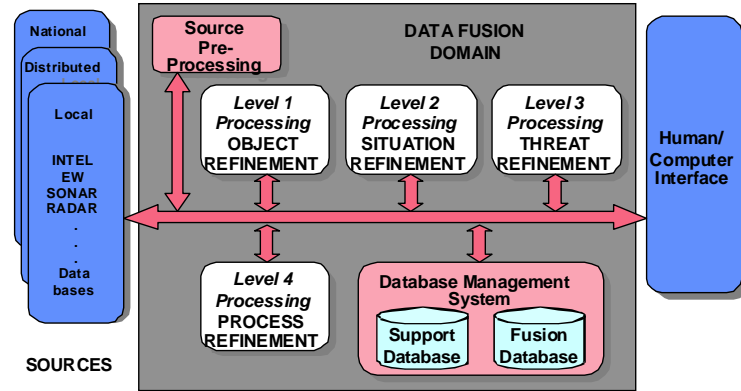 National
Distributed
Local
INTEL
EW
SONAR
RADAR
.
.
.
Data
bases
SOURCES
Source
Pre-
Processing
DATA FUSION
DOMAIN
Level 1
Processing
OBJECT
REFINEMENT
Level 2
Processing
SITUATION
REFINEMENT
Level 3
Processing
THREAT
REFINEMENT
Level 4
Processing
PROCESS
REFINEMENT
Database Management
System
Support
Database
Fusion
Database
Human/
Computer
Interface